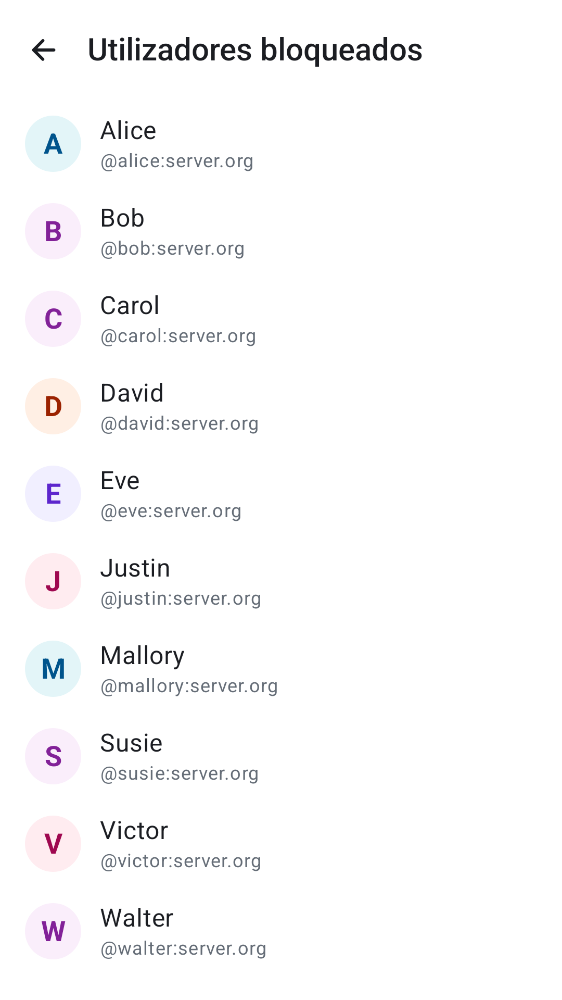 Utilizadores bloqueados
A
Alice
@alice:server.org
B
Bob
@bob:server.org
C
Carol
@carol:server.org
D
David
@david:server.org
E
Eve
@eve:server.org
J
Justin
@justin:server.org
M
Mallory
@mallory:server.org
S
Susie
@susie:server.org
V
Victor
@victor:server.org
W
Walter
@walter:server.org